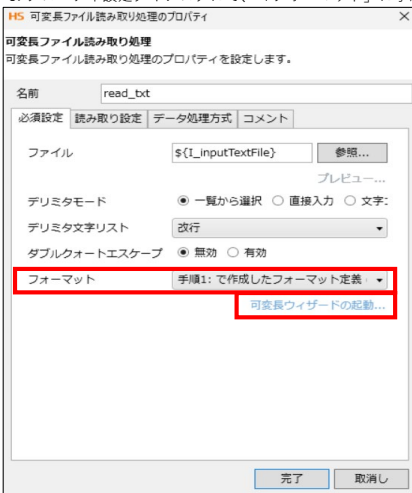 HS 可変長ファイル読み取り処理のプロパティ
可変長ファイル読み取り処理
可変長ファイル読み取り処理のプロパティを設定します。
名前 read_txt
必須設定 読み取り設定 データ処理方式 コメント
ファイル ${I_inputTextFile} 参照...
プレビュー...
デリミタモード 一覧から選択 直接入力 文字:
デリミタ文字リスト 改行
ダブルクォートエスケープ 無効 有効
フォーマット 手順1: で作成したフォーマット定義
可変長ウィザードの起動...
完了 取消し